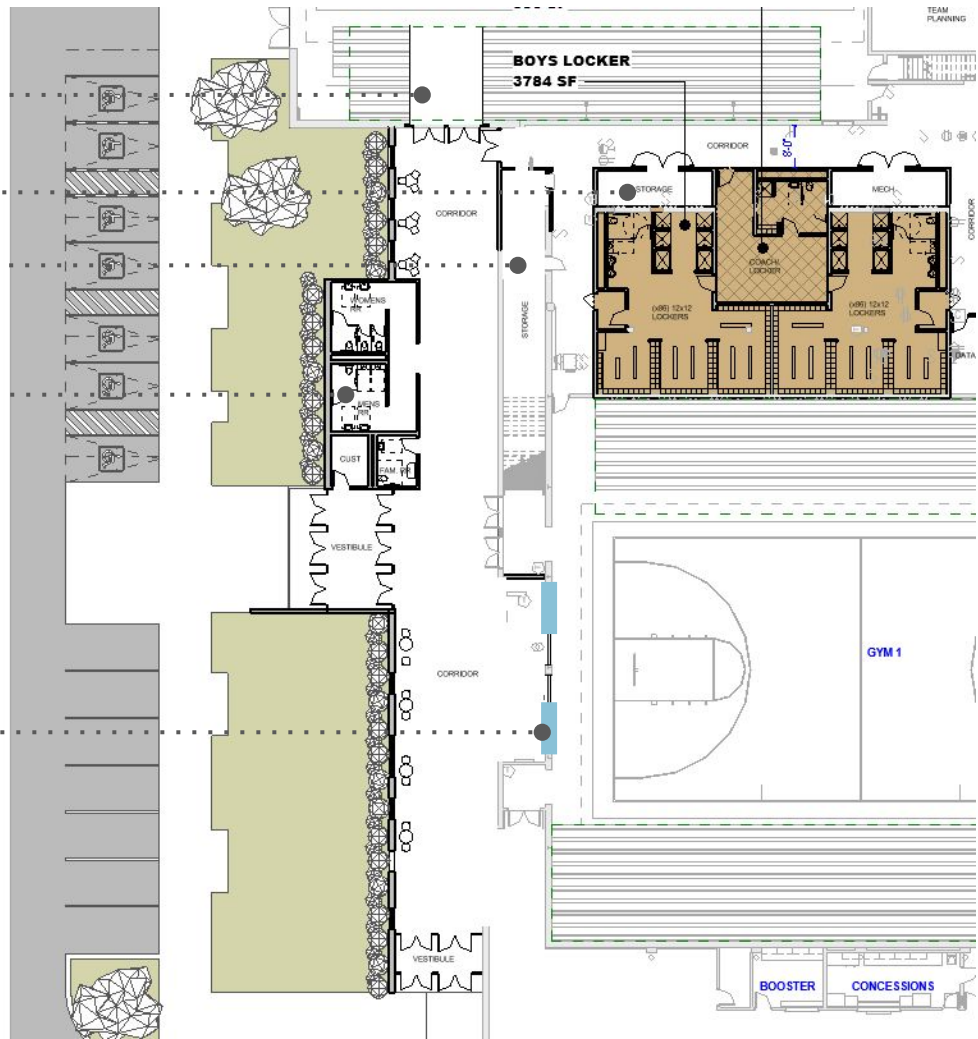 TEAM
PLANNING
BOYS LOCKER
3784 SF
CORRIDOR
STORAGE
MECH.
CORRIDOR
CORRIDOR
COACH/
LOCKER
WOMENS
RR
(x86) 12x12
LOCKERS
(x86) 12x12
LOCKERS
STORAGE
DATA
MENS
RR
CUST
FAM. RR
VESTIBULE
GYM 1
CORRIDOR
VESTIBULE
BOOSTER
CONCESSIONS